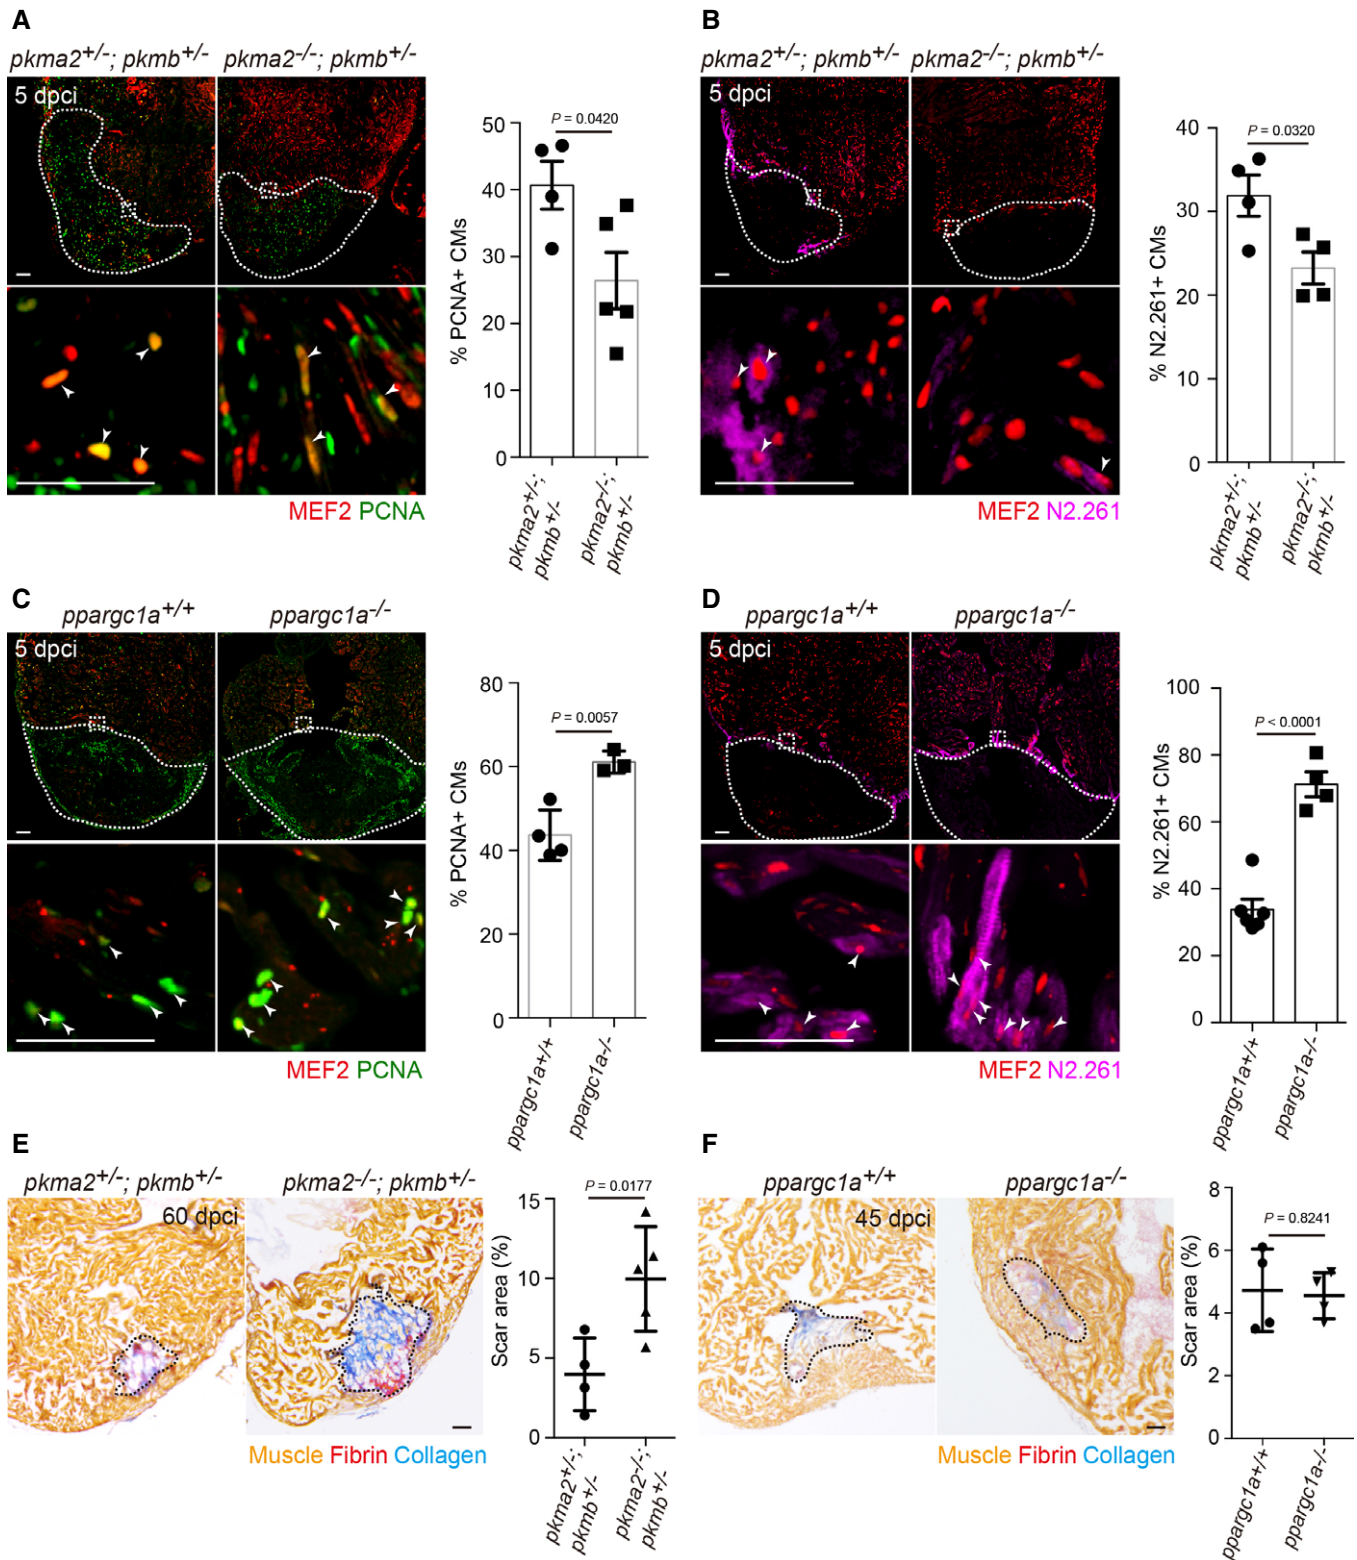 A
pkma2+/-; pkmb+/- pkma2-/-; pkmb+/-
5 dpci
MEF2 PCNA
% PCNA+ CMs
50
40
30
20
10
0
P = 0.0420
pkma2+/-;
pkmb+/-
pkma2-/-;
pkmb+/-
B
pkma2+/-; pkmb+/- pkma2-/-; pkmb+/-
5 dpci
MEF2 N2.261
% N2.261+ CMs
40
30
20
10
0
P = 0.0320
pkma2+/-;
pkmb+/-
pkma2-/-;
pkmb+/-
C
ppargc1a+/+ ppargc1a-/-
5 dpci
MEF2 PCNA
% PCNA+ CMs
80
60
40
20
0
P = 0.0057
ppargc1a+/+
ppargc1a-/-
D
ppargc1a+/+ ppargc1a-/-
5 dpci
MEF2 N2.261
% N2.261+ CMs
100
80
60
40
20
0
P < 0.0001
ppargc1a+/+
ppargc1a-/-
E
pkma2+/-; pkmb+/- pkma2-/-; pkmb+/-
60 dpci
Muscle Fibrin Collagen
Scar area (%)
15
10
5
0
P = 0.0177
pkma2+/-;
pkmb+/-
pkma2-/-;
pkmb+/-
F
ppargc1a+/+ ppargc1a-/-
45 dpci
Muscle Fibrin Collagen
Scar area (%)
8
6
4
2
0
P = 0.8241
ppargc1a+/+
ppargc1a-/-